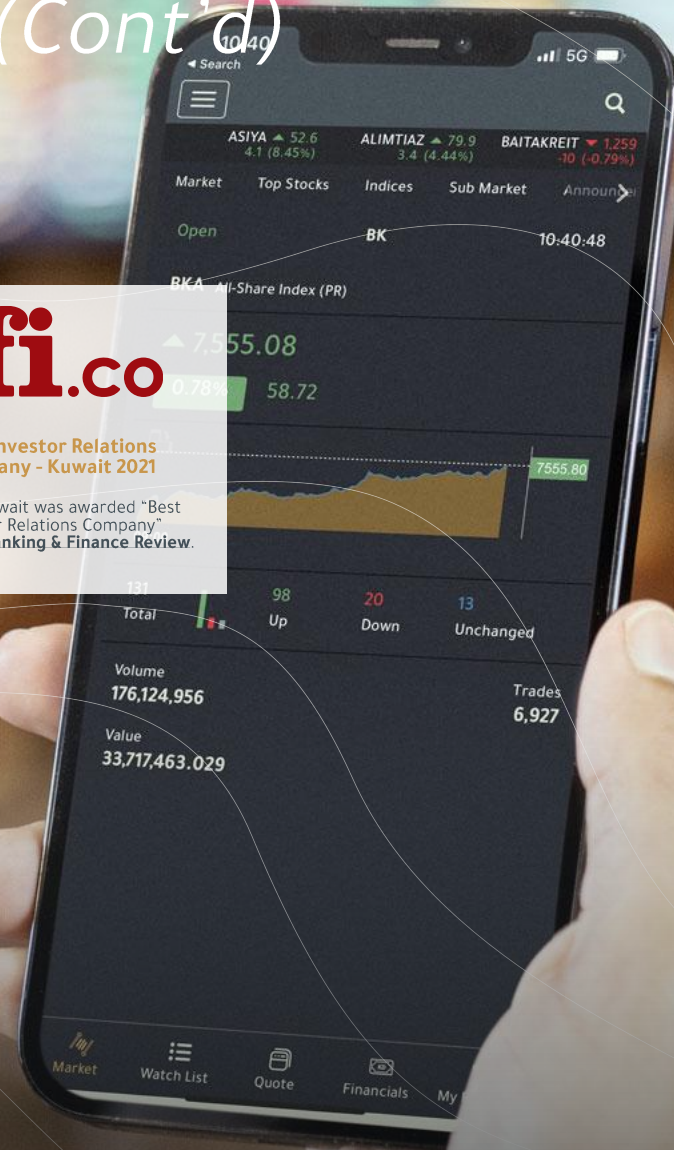 (Cont'd)
10:40
◄ Search
5G
ASIYA ▲ 52.6
4.1 (8.45%)
ALIMTIAZ ▲ 79.9
3.4 (4.44%)
BAITAKREIT ▼ 1,259
-10 (-0.79%)
Market Top Stocks Indices Sub Market
Open BK 10:40:48
BKA All-Share Index (PR)
▲ 7,555.08
0.78% 58.72
7555.80
fi.co
nvestor Relations
any - Kuwait 2021
wait was awarded “Best
r Relations Company”
nking & Finance Review.
131
Total
98
Up
20
Down
13
Unchanged
Volume
176,124,956
Trades
6,927
Value
33,717,463.029
Market Watch List Quote Financials My